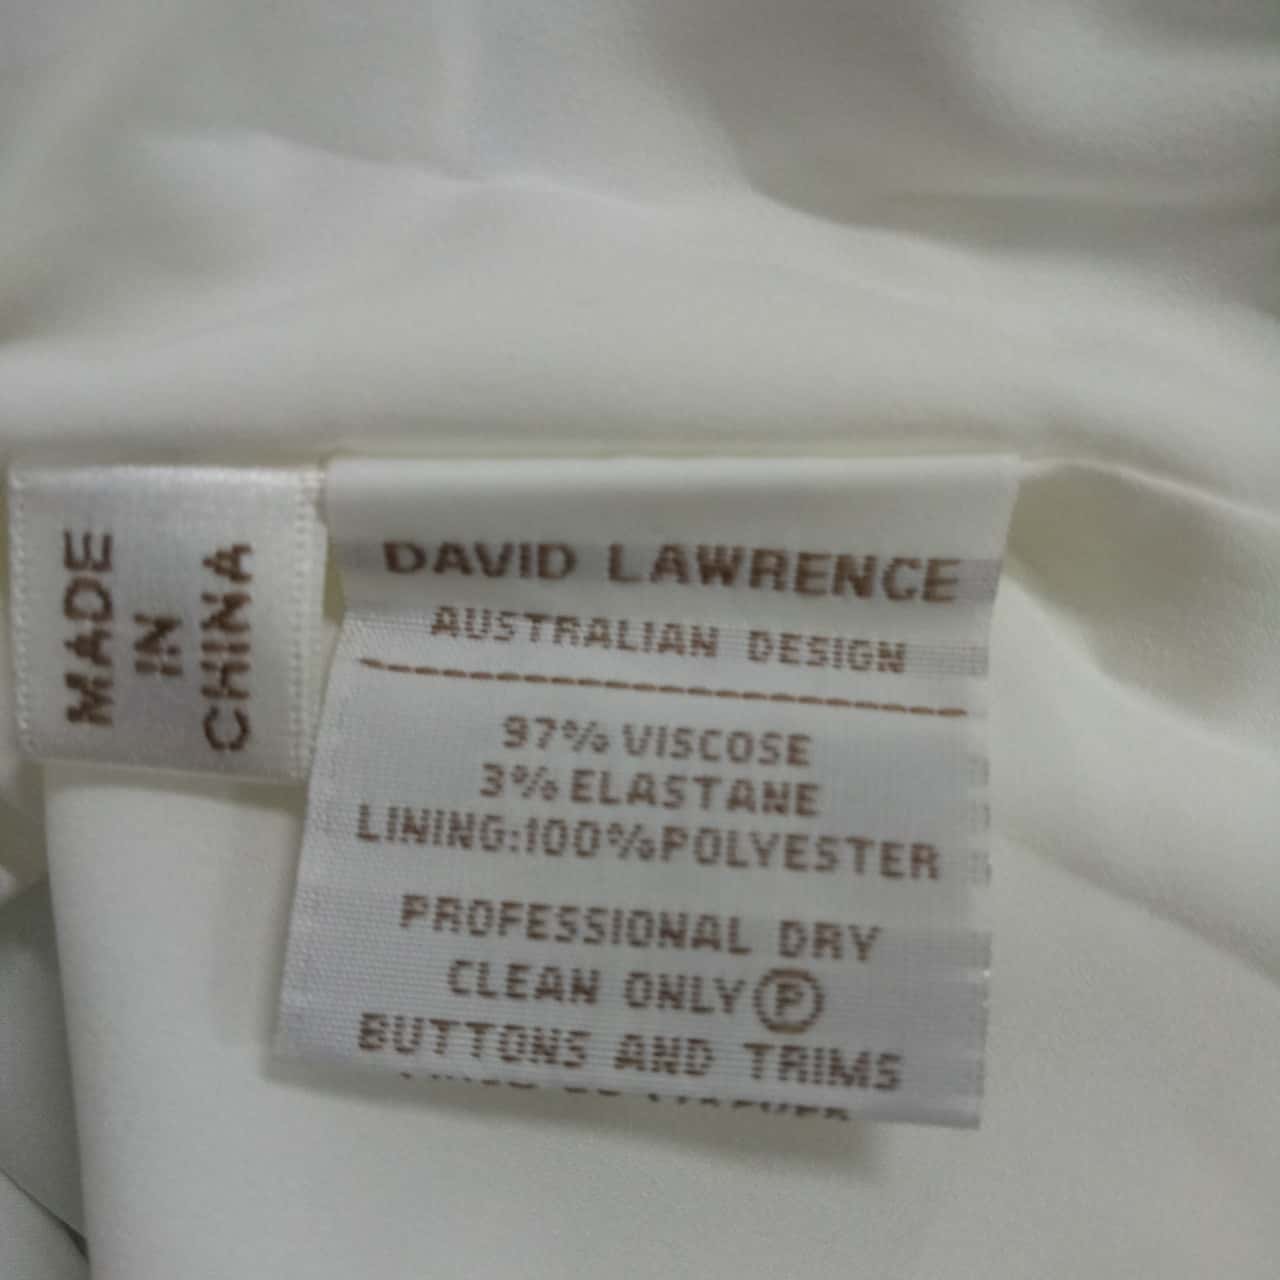 MADE
IN
CHINA
DAVID LAWRENCE
AUSTRALIAN DESIGN
97% VISCOSE
3% ELASTANE
LINING:100%POLYESTER
PROFESSIONAL DRY
CLEAN ONLY Ⓟ
BUTTONS AND TRIMS